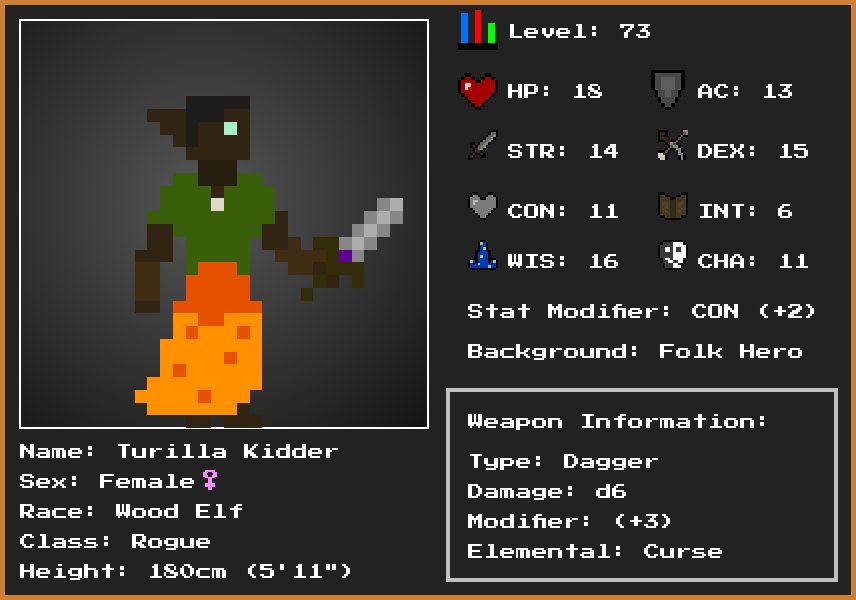 Level: 73
HP: 18 AC: 13
STR: 14 DEX: 15
CON: 11 INT: 6
WIS: 16 CHA: 11
Stat Modifier: CON (+2)
Background: Folk Hero
Weapon Information:
Type: Dagger
Damage: d6
Modifier: (+3)
Elemental: Curse
Name: Turilla Kidder
Sex: Female♀
Race: Wood Elf
Class: Rogue
Height: 180cm (5'11")